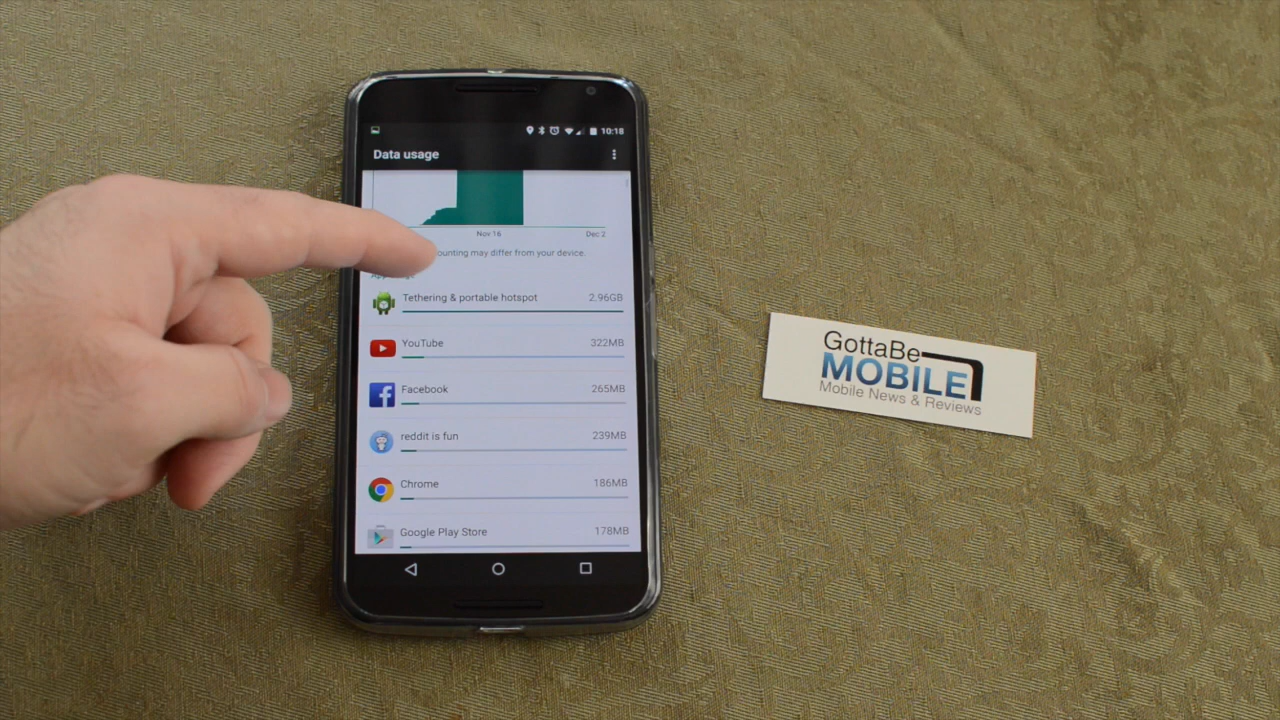 10:18
Data usage
Nov 16 Dec 2
ounting may differ from your device.
Tethering & portable hotspot 2.96GB
YouTube 322MB
Facebook 265MB
reddit is fun 239MB
Chrome 186MB
Google Play Store 178MB
GottaBe
MOBILE
Mobile News & Reviews